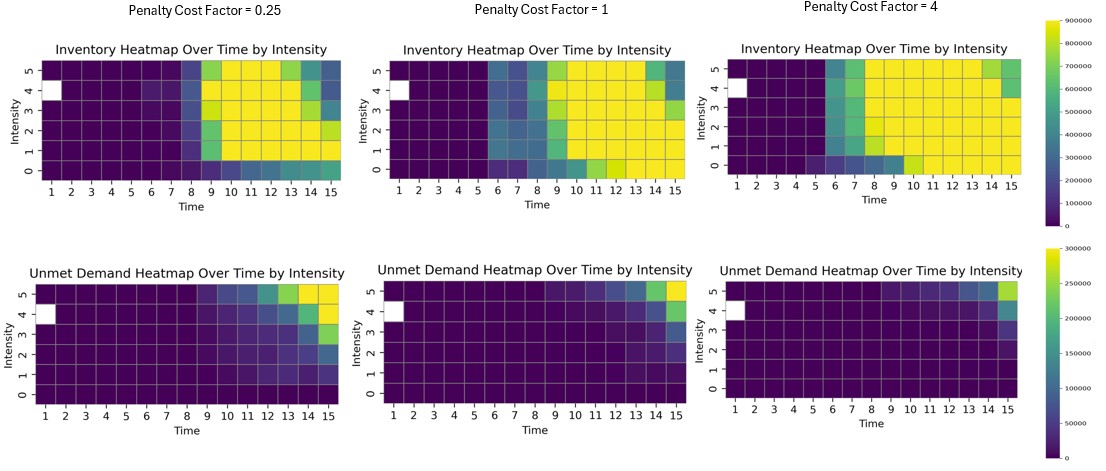 Penalty Cost Factor = 0.25
Penalty Cost Factor = 1
Penalty Cost Factor = 4
Inventory Heatmap Over Time by Intensity
Intensity
5
4
3
2
1
0
1 2 3 4 5 6 7 8 9 10 11 12 13 14 15
Time
Inventory Heatmap Over Time by Intensity
Intensity
5
4
3
2
1
0
1 2 3 4 5 6 7 8 9 10 11 12 13 14 15
Time
Inventory Heatmap Over Time by Intensity
Intensity
5
4
3
2
1
0
1 2 3 4 5 6 7 8 9 10 11 12 13 14 15
Time
900000
800000
700000
600000
500000
400000
300000
200000
100000
0
Unmet Demand Heatmap Over Time by Intensity
Intensity
5
4
3
2
1
0
1 2 3 4 5 6 7 8 9 10 11 12 13 14 15
Time
Unmet Demand Heatmap Over Time by Intensity
Intensity
5
4
3
2
1
0
1 2 3 4 5 6 7 8 9 10 11 12 13 14 15
Time
Unmet Demand Heatmap Over Time by Intensity
Intensity
5
4
3
2
1
0
1 2 3 4 5 6 7 8 9 10 11 12 13 14 15
Time
300000
250000
200000
150000
100000
50000
0